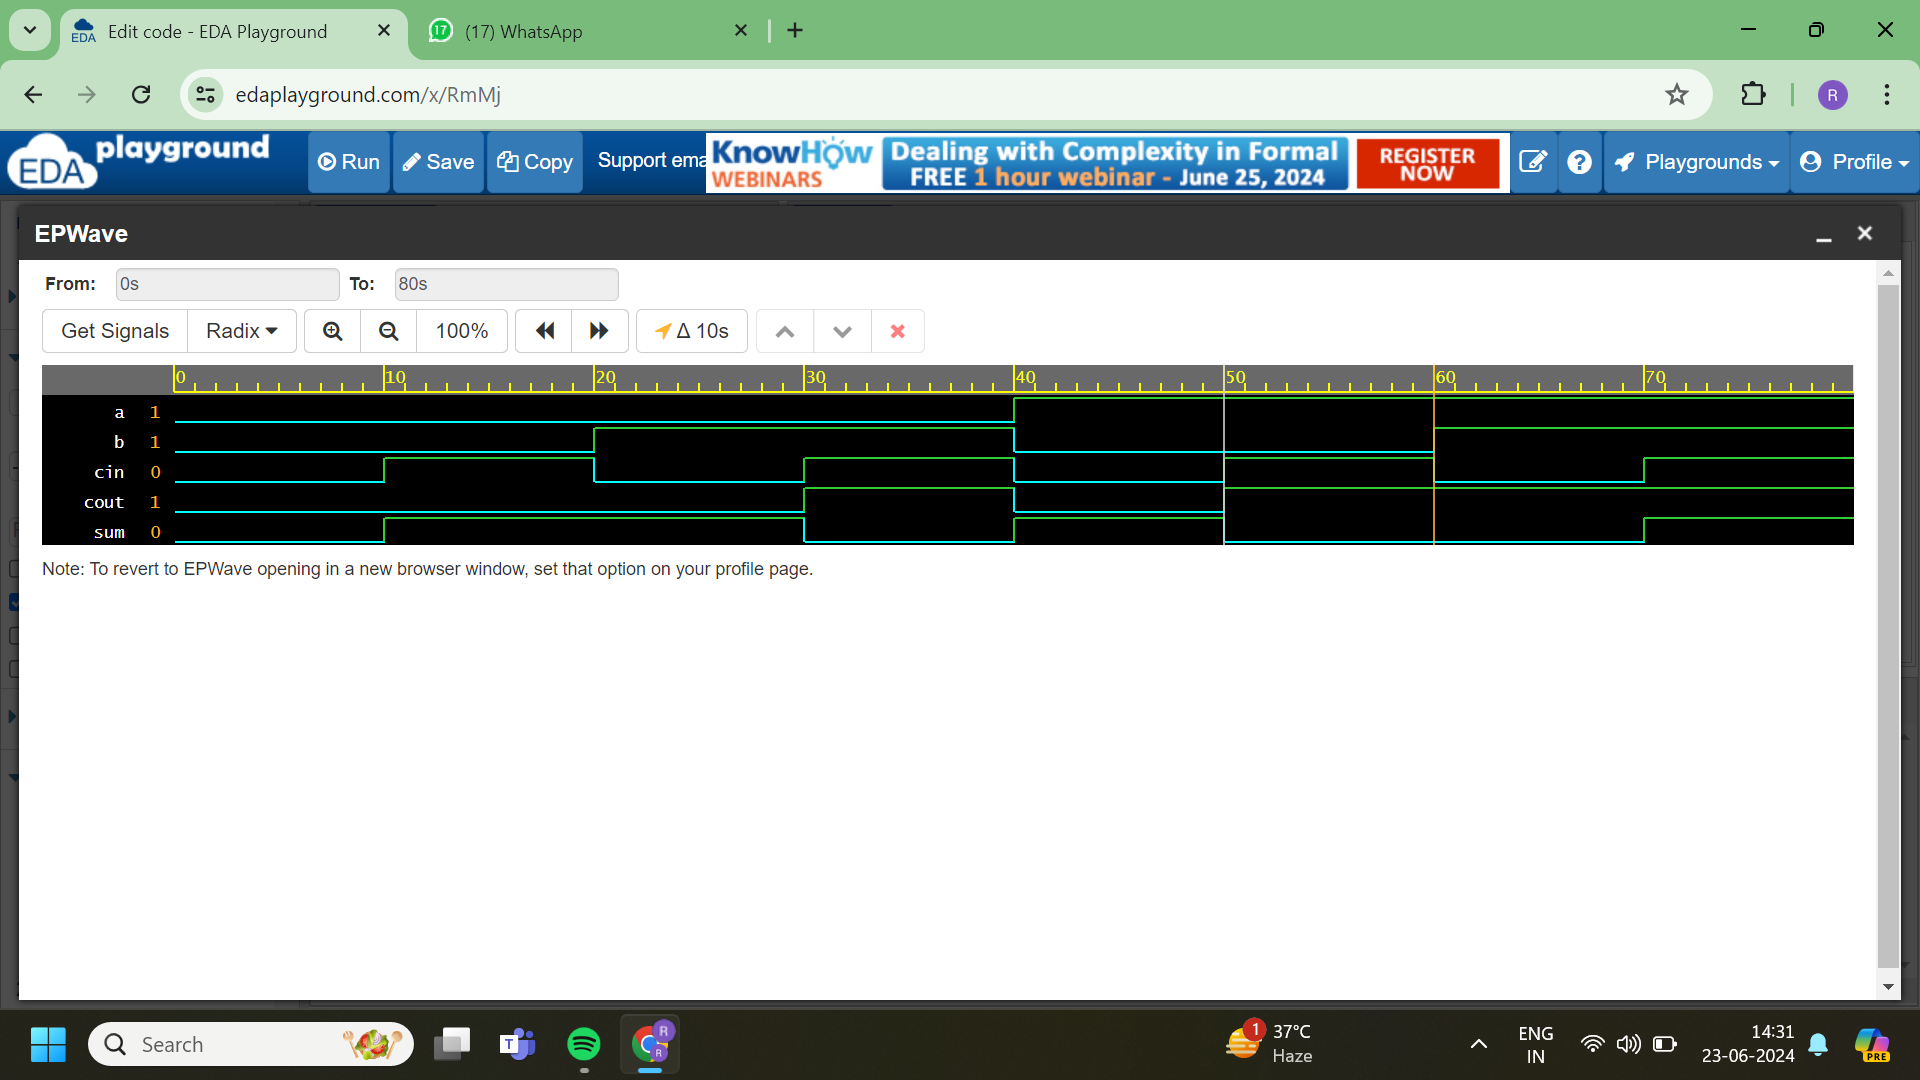 Edit code - EDA Playground
(17) WhatsApp
edaplayground.com/x/RmMj
R
EDA playground
Run
Save
Copy
Support ema
KnowHow WEBINARS
Dealing with Complexity in Formal
FREE 1 hour webinar - June 25, 2024
REGISTER NOW
Playgrounds
Profile
EPWave
From: 0s To: 80s
Get Signals Radix 100% Δ 10s
0 10 20 30 40 50 60 70
a 1
b 1
cin 0
cout 1
sum 0
Note: To revert to EPWave opening in a new browser window, set that option on your profile page.
Search
1
37°C
Haze
ENG
IN
14:31
23-06-2024
PRE